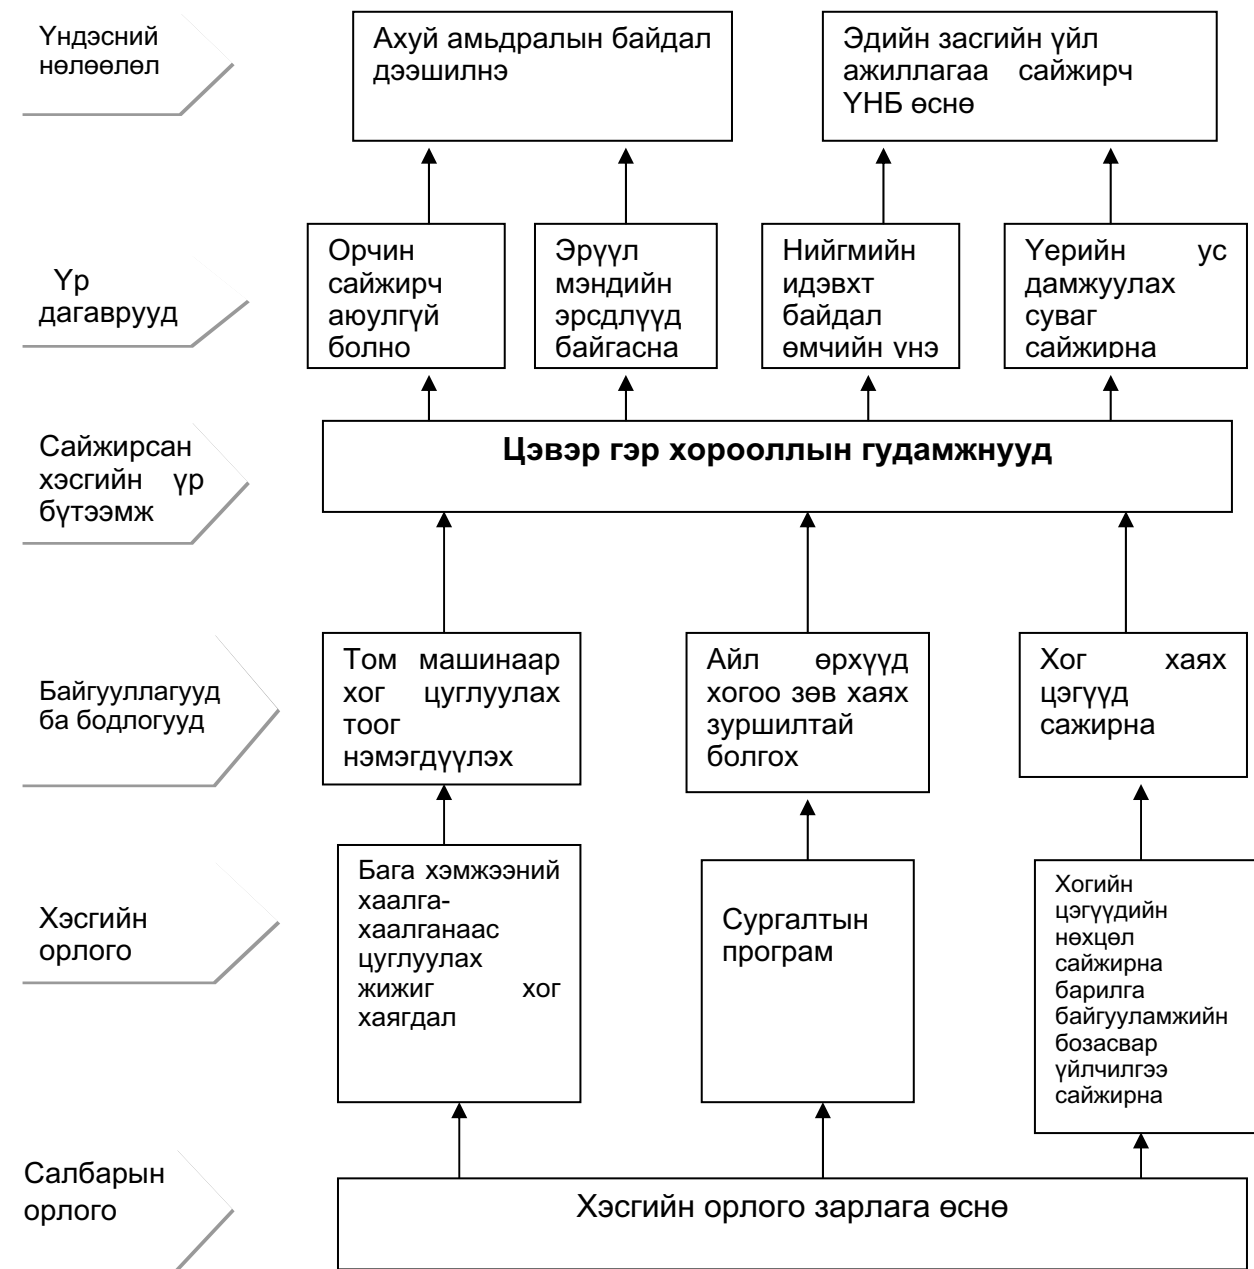 Үндэсний
нөлөөлөл
Ахуй амьдралын байдал
дээшилнэ
Эдийн засгийн үйл
ажиллагаа сайжирч
ҮНБ өснө
Үр
дагаврууд
Орчин
сайжирч
аюулгүй
болно
Эрүүл
мэндийн
эрсдлүүд
байгасна
Нийгмийн
идэвхт
байдал
өмчийн үнэ
Үерийн ус
дамжуулах
суваг
сайжирна
Сайжирсан
хэсгийн үр
бүтээмж
Цэвэр гэр хорооллын гудамжнууд
Байгууллагууд
ба бодлогууд
Том машинаар
хог цуглуулах
тоог
нэмэгдүүлэх
Айл өрхүүд
хогоо зөв хаях
зуршилтай
болгох
Хог хаях
цэгүүд
сажирна
Хэсгийн
орлого
Бага хэмжээний
хаалга-
хаалганаас
цуглуулах
жижиг хог
хаягдал
Сургалтын
програм
Хогийн
цэгүүдийн
нөхцөл
сайжирна
барилга
байгууламжийн
бозасвар
үйлчилгээ
сайжирна
Салбарын
орлого
Хэсгийн орлого зарлага өснө